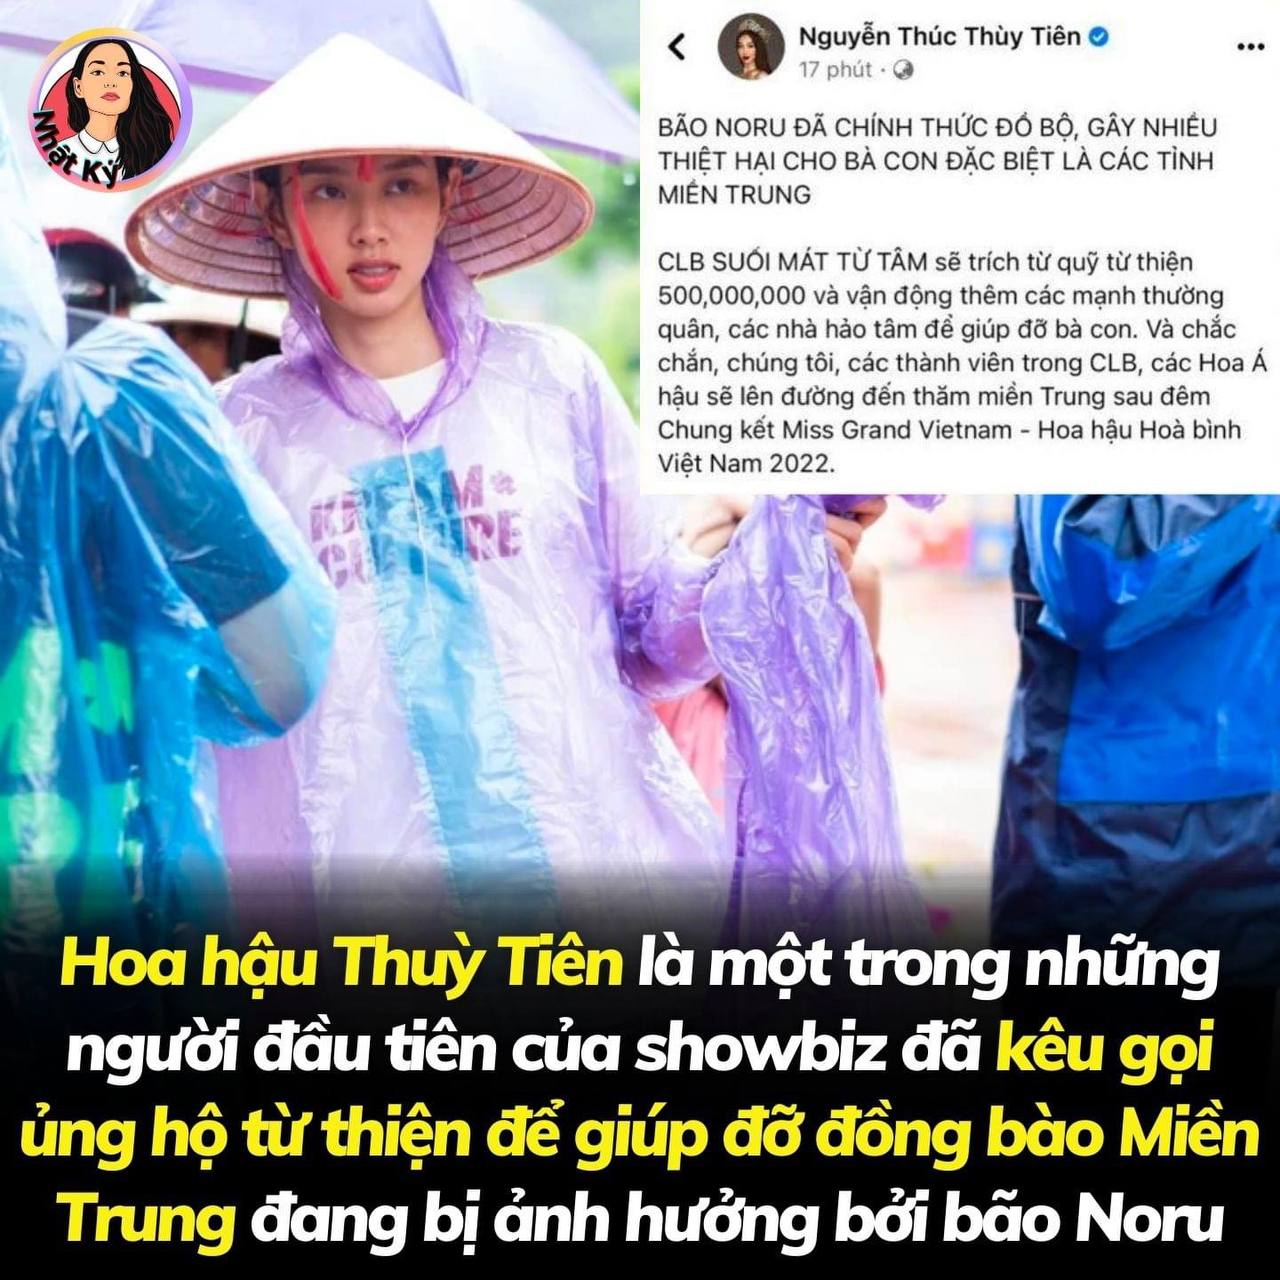 Nhật Ký
Nguyễn Thúc Thùy Tiên
17 phút ·
BÃO NORU ĐÃ CHÍNH THỨC ĐỔ BỘ, GÂY NHIỀU
THIỆT HẠI CHO BÀ CON ĐẶC BIỆT LÀ CÁC TỈNH
MIỀN TRUNG
CLB SUỐI MÁT TỪ TÂM sẽ trích từ quỹ từ thiện
500,000,000 và vận động thêm các mạnh thường
quân, các nhà hảo tâm để giúp đỡ bà con. Và chắc
chắn, chúng tôi, các thành viên trong CLB, các Hoa Á
hậu sẽ lên đường đến thăm miền Trung sau đêm
Chung kết Miss Grand Vietnam - Hoa hậu Hoà bình
Việt Nam 2022.
Hoa hậu Thuỳ Tiên là một trong những
người đầu tiên của showbiz đã kêu gọi
ủng hộ từ thiện để giúp đỡ đồng bào Miền
Trung đang bị ảnh hưởng bởi bão Noru